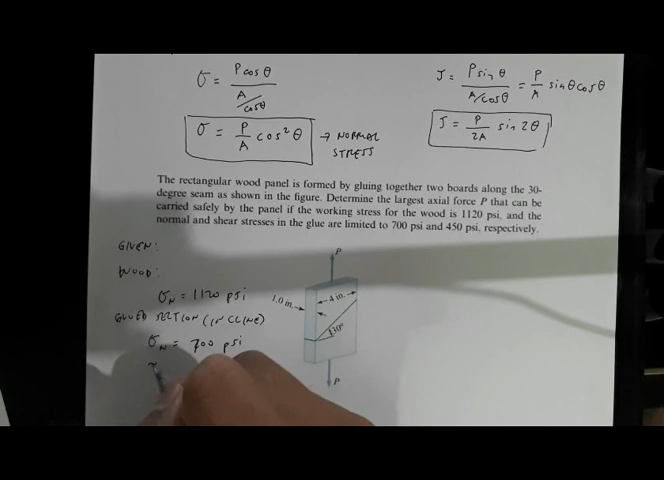 σ = P cos θ / (A / cos θ)
σ = P/A cos² θ → NORMAL STRESS
J = P sin θ / (A/cos θ) = P/A sin θ cos θ
J = P/2A sin 2θ
The rectangular wood panel is formed by gluing together two boards along the 30-
degree seam as shown in the figure. Determine the largest axial force P that can be
carried safely by the panel if the working stress for the wood is 1120 psi, and the
normal and shear stresses in the glue are limited to 700 psi and 450 psi, respectively.
GIVEN:
WOOD:
σN = 1120 psi
GLUED SECTION (INCLINE)
σN = 700 psi
P
1.0 in.
4 in.
30°
P